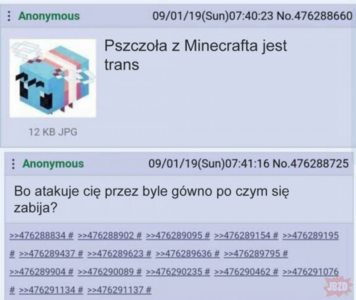 Anonymous 09/01/19(Sun)07:40:23 No.476288660
Pszczoła z Minecrafta jest
trans
12 KB JPG
Anonymous 09/01/19(Sun)07:41:16 No.476288725
Bo atakuje cię przez byle gówno po czym się
zabija?
>>476288834 # >>476288902 # >>476289095 # >>476289154 # >>476289195
# >>476289437 # >>476289623 # >>476289636 # >>476289795 #
>>476289904 # >>476290089 # >>476290235 # >>476290462 # >>476291076
# >>476291134 # >>476291137 #
JBZD